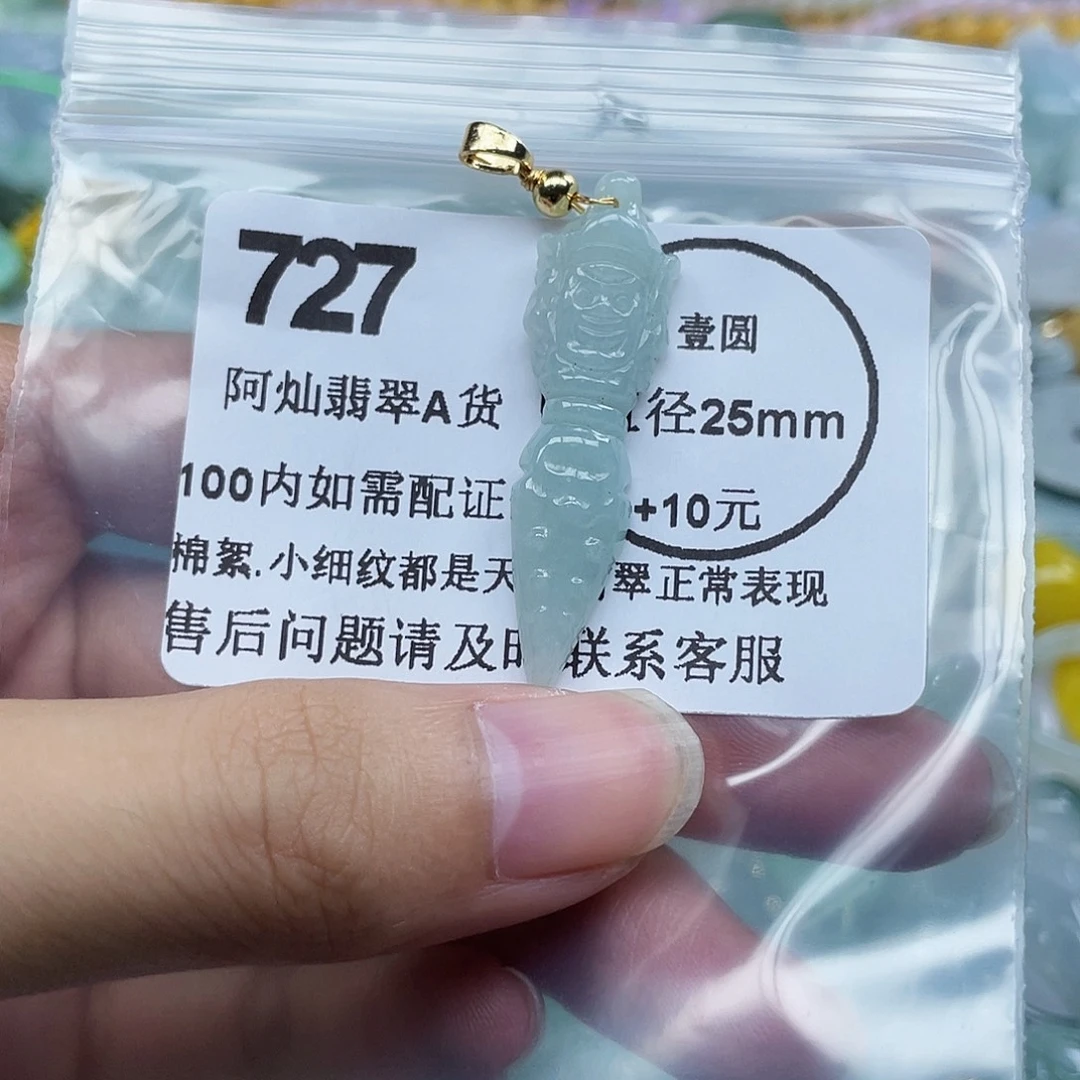 727
壹圆
阿灿翡翠A货
径25mm
100内如需配证
+10元
棉絮.小细纹都是天 翠正常表现
售后问题请及时联系客服